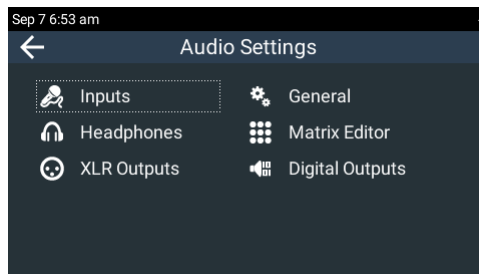 Sep 7 6:53 am
Audio Settings
Inputs
General
Headphones
Matrix Editor
XLR Outputs
Digital Outputs